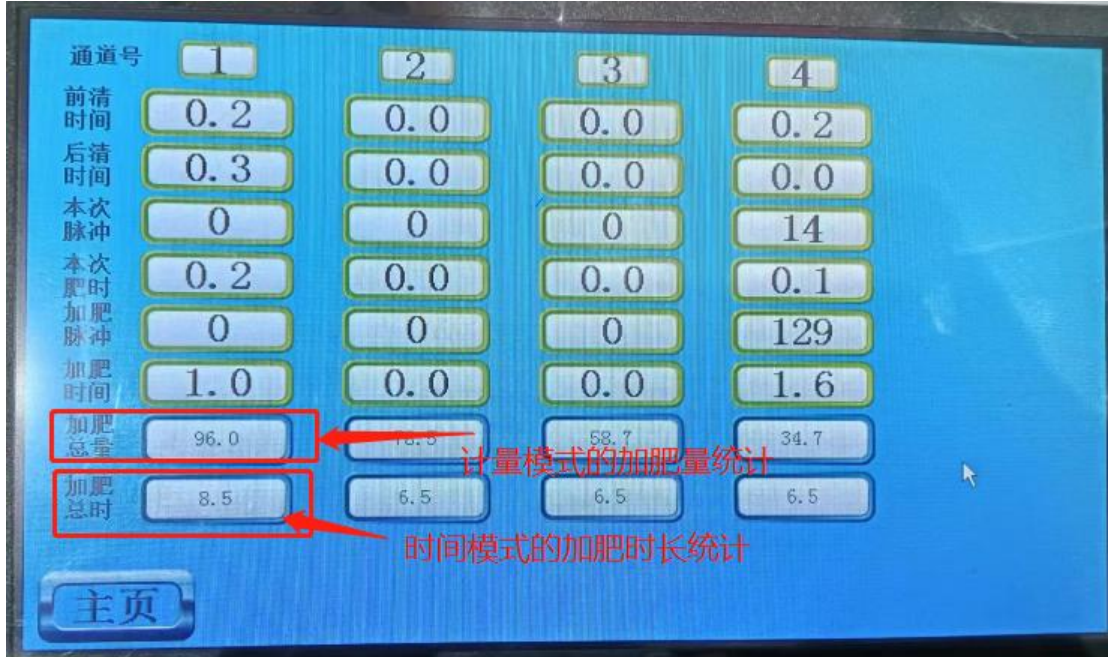 通道号 1 2 3 4
前清时间 0.2 0.0 0.0 0.2
后清时间 0.3 0.0 0.0 0.0
本次脉冲 0 0 0 14
本次肥时 0.2 0.0 0.0 0.1
加肥脉冲 0 0 0 129
加肥时间 1.0 0.0 0.0 1.6
加肥总量 96.0 58.7 34.7
计量模式的加肥量统计
加肥总时 8.5 6.5 6.5 6.5
时间模式的加肥时长统计
主页